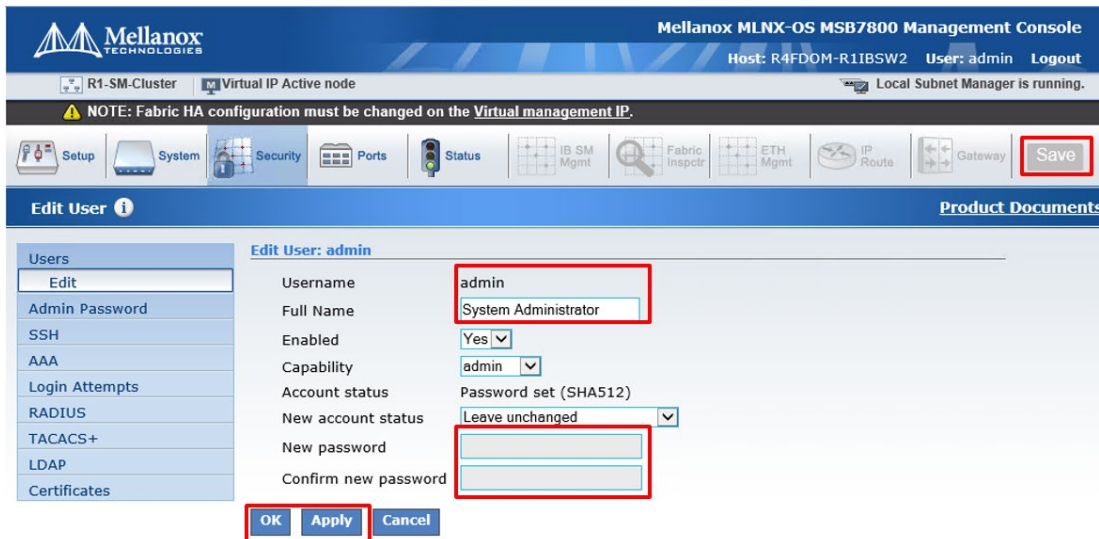 Mellanox
TECHNOLOGIES
Mellanox MLNX-OS MSB7800 Management Console
Host: R4FDOM-R1IBSW2 User: admin Logout
R1-SM-Cluster Virtual IP Active node Local Subnet Manager is running.
NOTE: Fabric HA configuration must be changed on the Virtual management IP.
Setup System Security Ports Status IB SM Mgmt Fabric Inspctr ETH Mgmt IP Route Gateway Save
Edit User Product Documents
Users
Edit
Admin Password
SSH
AAA
Login Attempts
RADIUS
TACACS+
LDAP
Certificates
Edit User: admin
Username admin
Full Name System Administrator
Enabled Yes
Capability admin
Account status Password set (SHA512)
New account status Leave unchanged
New password
Confirm new password
OK Apply Cancel